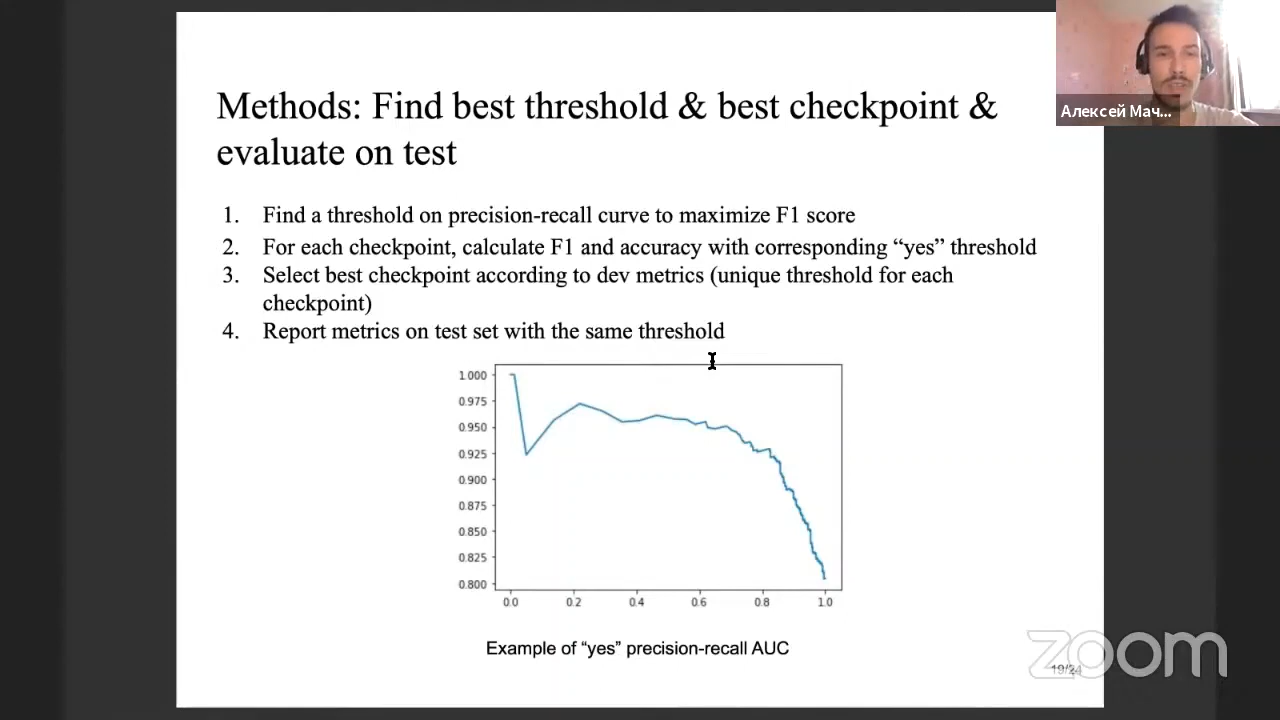 Methods: Find best threshold & best checkpoint &
evaluate on test
1. Find a threshold on precision-recall curve to maximize F1 score
2. For each checkpoint, calculate F1 and accuracy with corresponding “yes” threshold
3. Select best checkpoint according to dev metrics (unique threshold for each
checkpoint)
4. Report metrics on test set with the same threshold
1.000
0.975
0.950
0.925
0.900
0.875
0.850
0.825
0.800
0.0 0.2 0.4 0.6 0.8 1.0
Example of “yes” precision-recall AUC
Алексей Мач...
zoom
19/24